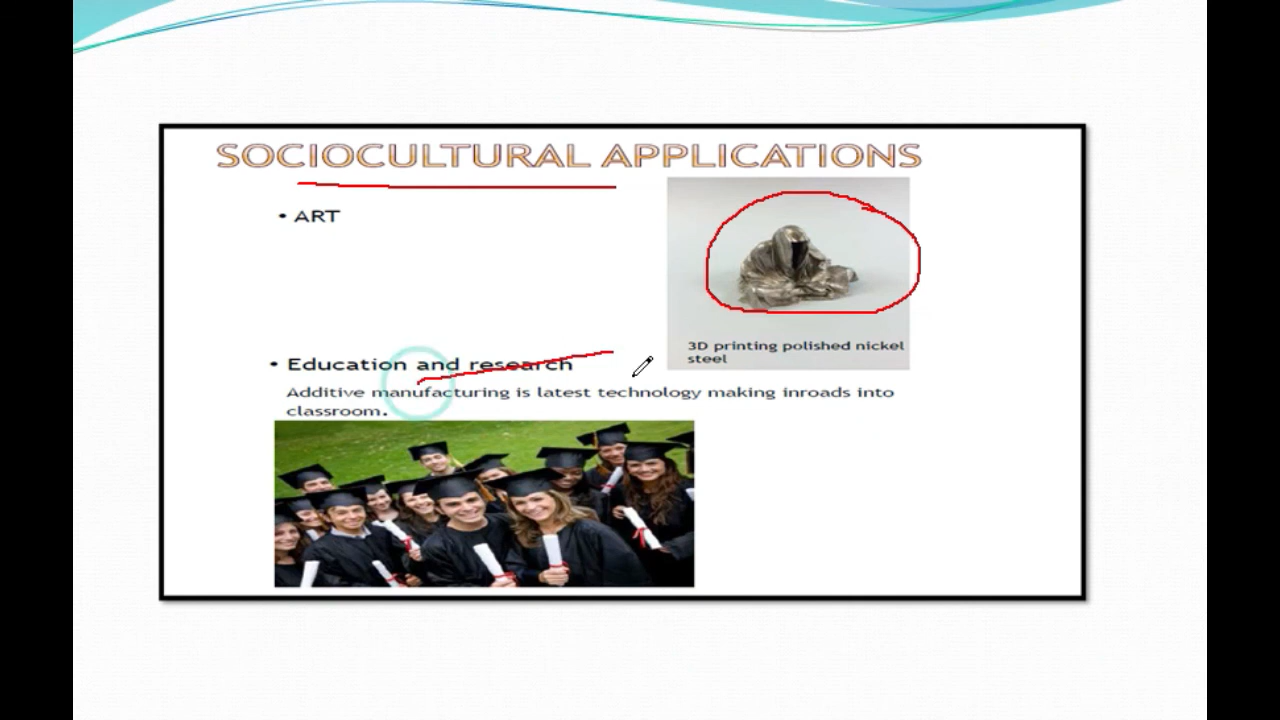 SOCIOCULTURAL APPLICATIONS
• ART
3D printing polished nickel
steel
• Education and research
Additive manufacturing is latest technology making inroads into
classroom.